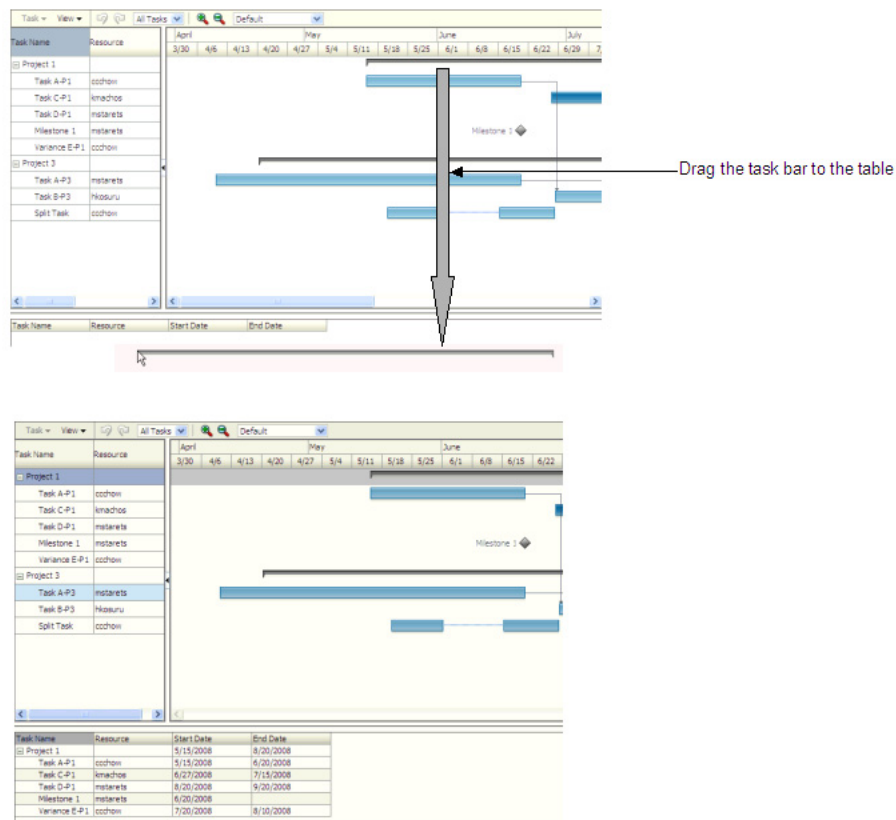 Task View All Tasks Default
Task Name Resource April May June July
3/30 4/6 4/13 4/20 4/27 5/4 5/11 5/18 5/25 6/1 6/8 6/15 6/22 6/29 7
Project 1
Task A-P1 ccchow
Task C-P1 kmachos
Task D-P1 mstarets
Milestone 1 mstarets Milestone 1
Variance E-P1 ccchow
Project 3
Drag the task bar to the table
Task A-P3 mstarets
Task B-P3 hkosuru
Split Task ccchow
Task Name Resource Start Date End Date
Task View All Tasks Default
Task Name Resource April May June
3/30 4/6 4/13 4/20 4/27 5/4 5/11 5/18 5/25 6/1 6/8 6/15 6/22
Project 1
Task A-P1 ccchow
Task C-P1 kmachos
Task D-P1 mstarets
Milestone 1 mstarets Milestone 1
Variance E-P1 ccchow
Project 3
Task A-P3 mstarets
Task B-P3 hkosuru
Split Task ccchow
Task Name Resource Start Date End Date
Project 1 5/15/2008 8/20/2008
Task A-P1 ccchow 5/15/2008 6/20/2008
Task C-P1 kmachos 6/27/2008 7/15/2008
Task D-P1 mstarets 8/20/2008 9/20/2008
Milestone 1 mstarets 6/20/2008
Variance E-P1 ccchow 7/20/2008 8/10/2008